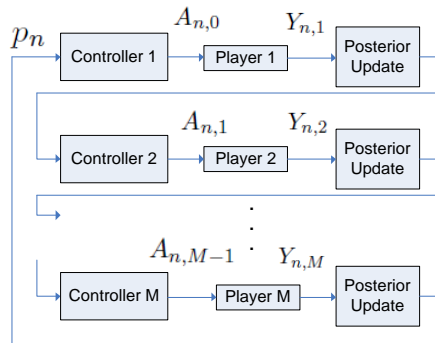 p_n
A_{n,0}
Y_{n,1}
Controller 1
Player 1
Posterior
Update
A_{n,1}
Y_{n,2}
Controller 2
Player 2
Posterior
Update
.
.
.
A_{n,M-1}
Y_{n,M}
Controller M
Player M
Posterior
Update